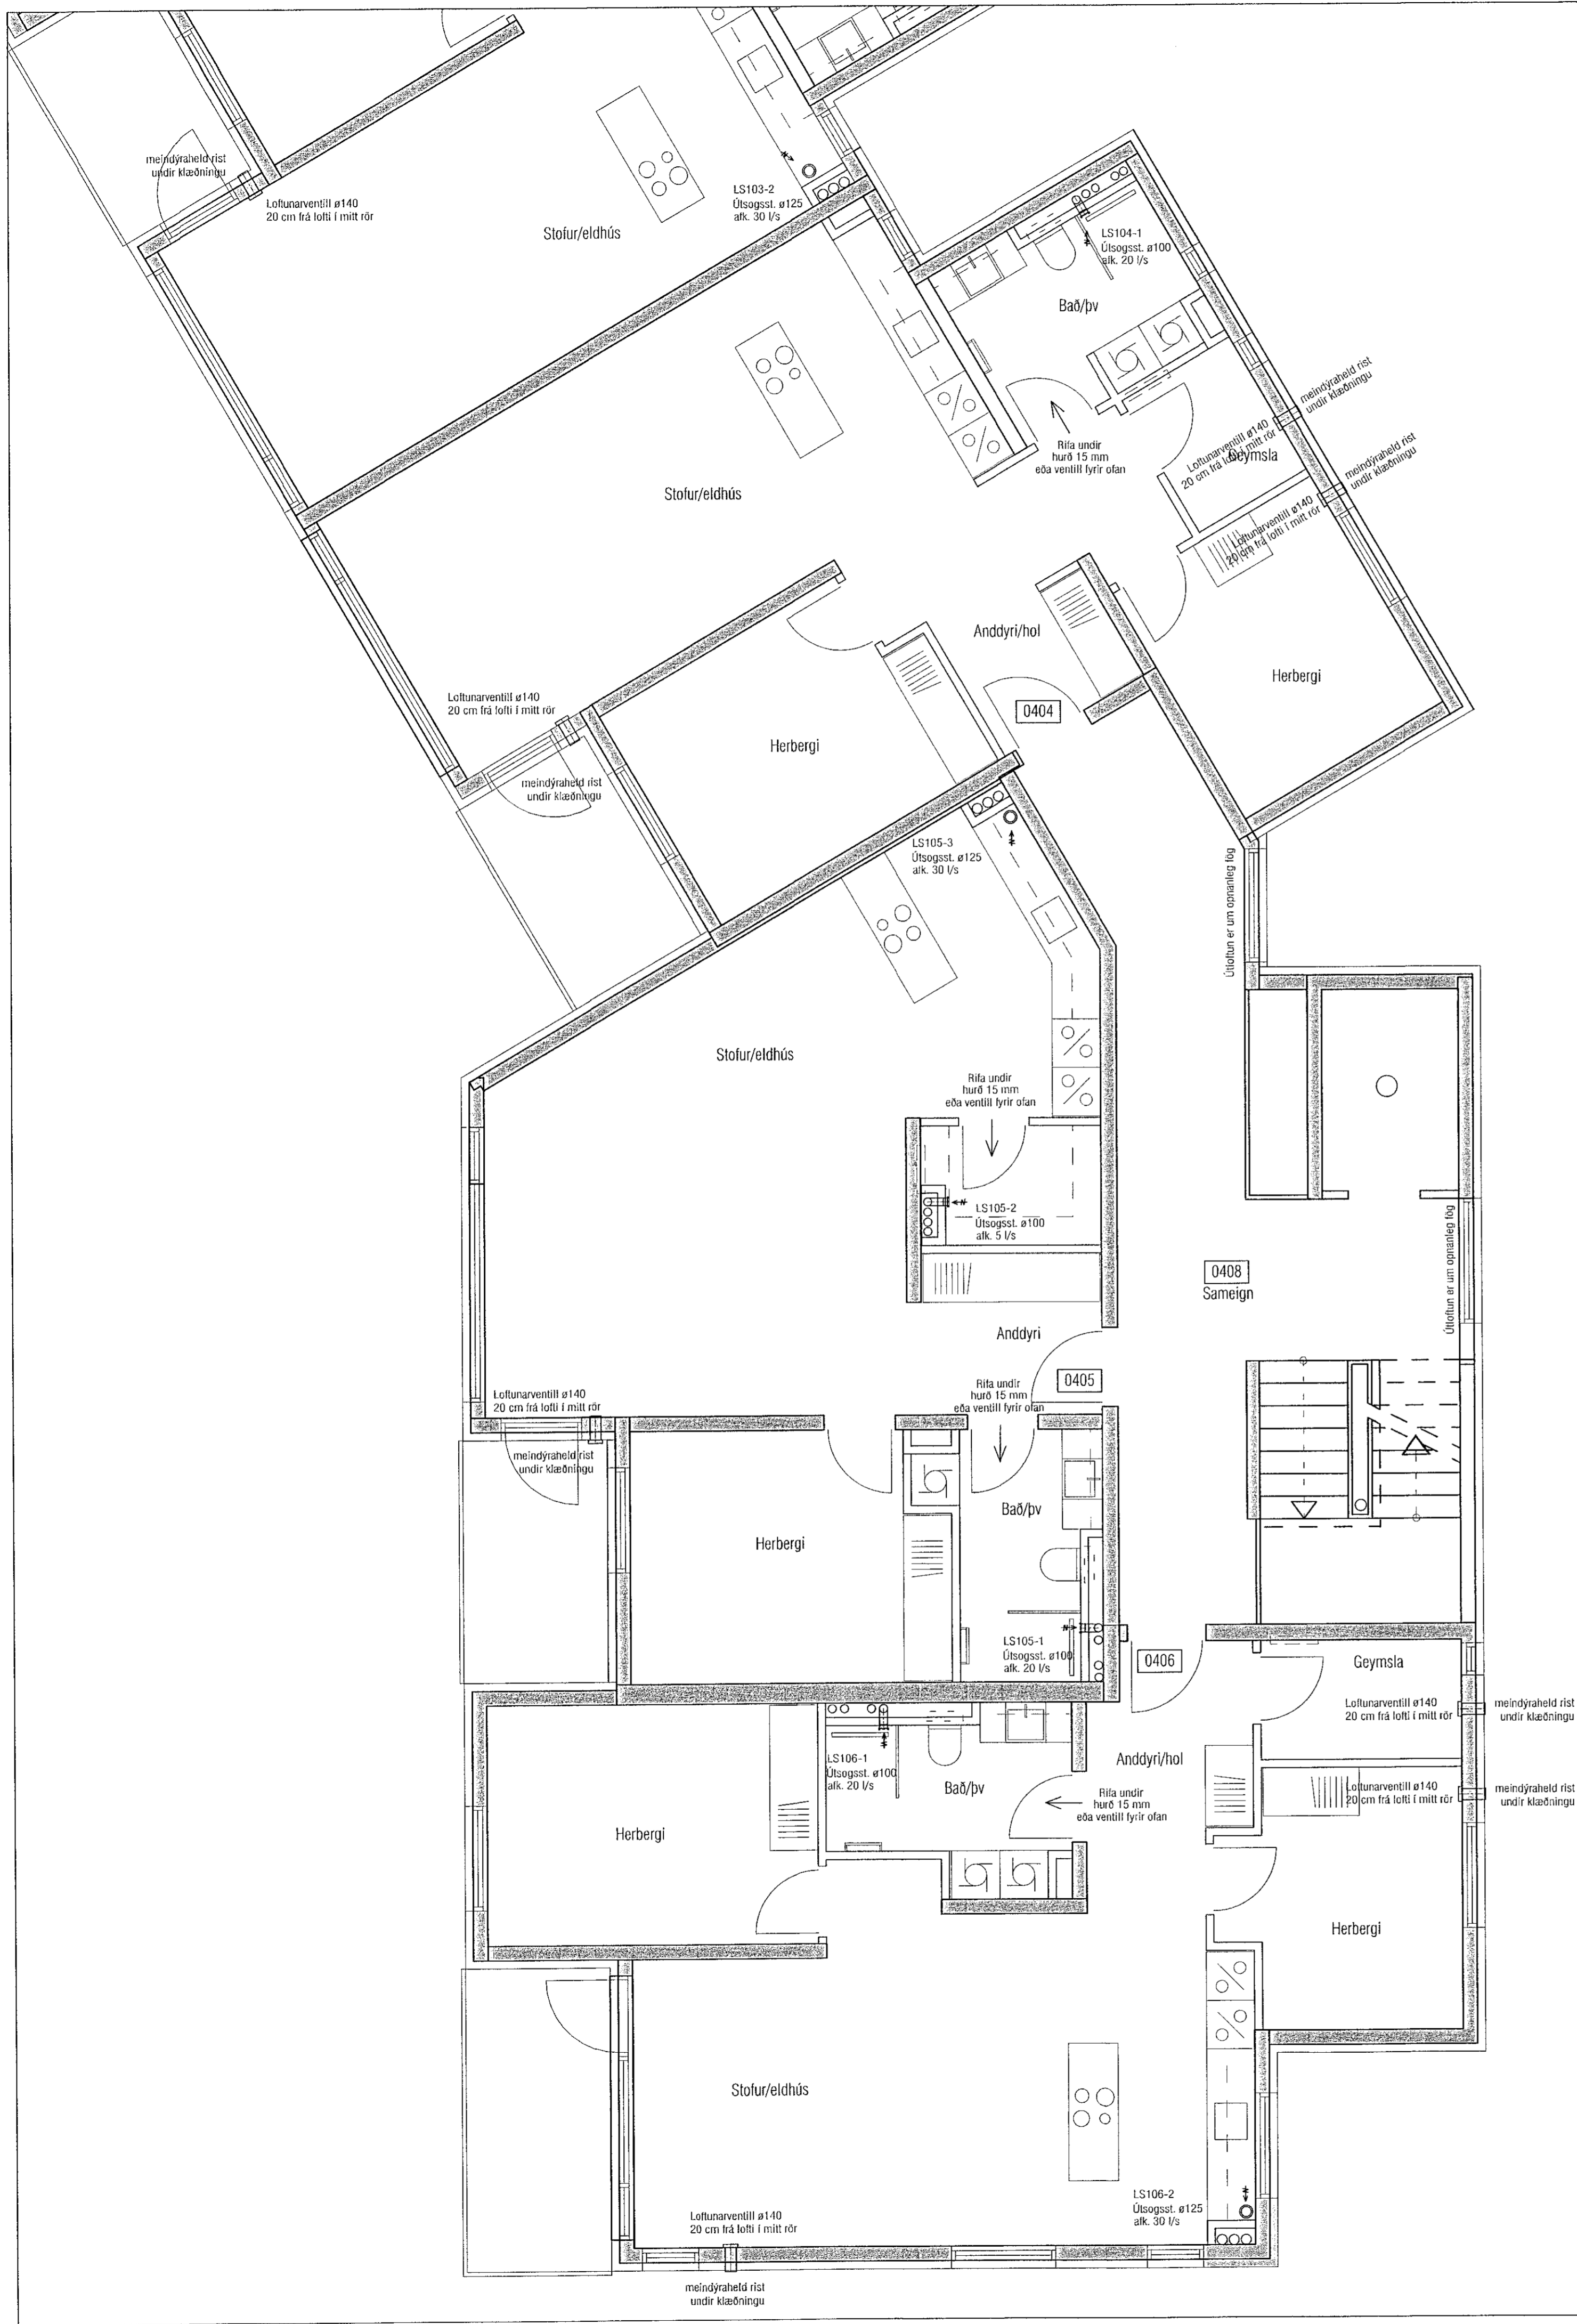 meindýraheld rist
undir klæðningu
Loftunarventill ø140
20 cm frá lofti í mitt rör
LS103-2
Útsogsst. ø125
afk. 30 l/s
Stofur/eldhús
LS104-1
Útsogsst. ø100
afk. 20 l/s
Bað/þv
meindýraheld rist
undir klæðningu
Loftunarventill ø140
20 cm frá lofti í mitt rör
Geymsla
Rifa undir
hurð 15 mm
eða ventill fyrir ofan
meindýraheld rist
undir klæðningu
Loftunarventill ø140
20 cm frá lofti í mitt rör
Stofur/eldhús
Anddyri/hol
Herbergi
0404
Loftunarventill ø140
20 cm frá lofti í mitt rör
Herbergi
meindýraheld rist
undir klæðningu
LS105-3
Útsogsst. ø125
afk. 30 l/s
Útloftun er um opnanleg fög
Stofur/eldhús
Rifa undir
hurð 15 mm
eða ventill fyrir ofan
LS105-2
Útsogsst. ø100
afk. 5 l/s
Útloftun er um opnanleg fög
0408
Sameign
Anddyri
0405
Rifa undir
hurð 15 mm
eða ventill fyrir ofan
Loftunarventill ø140
20 cm frá lofti í mitt rör
meindýraheld rist
undir klæðningu
Bað/þv
Herbergi
LS105-1
Útsogsst. ø100
afk. 20 l/s
0406
Geymsla
Loftunarventill ø140
20 cm frá lofti í mitt rör
meindýraheld rist
undir klæðningu
LS106-1
Útsogsst. ø100
afk. 20 l/s
Bað/þv
Anddyri/hol
Rifa undir
hurð 15 mm
eða ventill fyrir ofan
Loftunarventill ø140
20 cm frá lofti í mitt rör
meindýraheld rist
undir klæðningu
Herbergi
Herbergi
Stofur/eldhús
LS106-2
Útsogsst. ø125
afk. 30 l/s
Loftunarventill ø140
20 cm frá lofti í mitt rör
meindýraheld rist
undir klæðningu